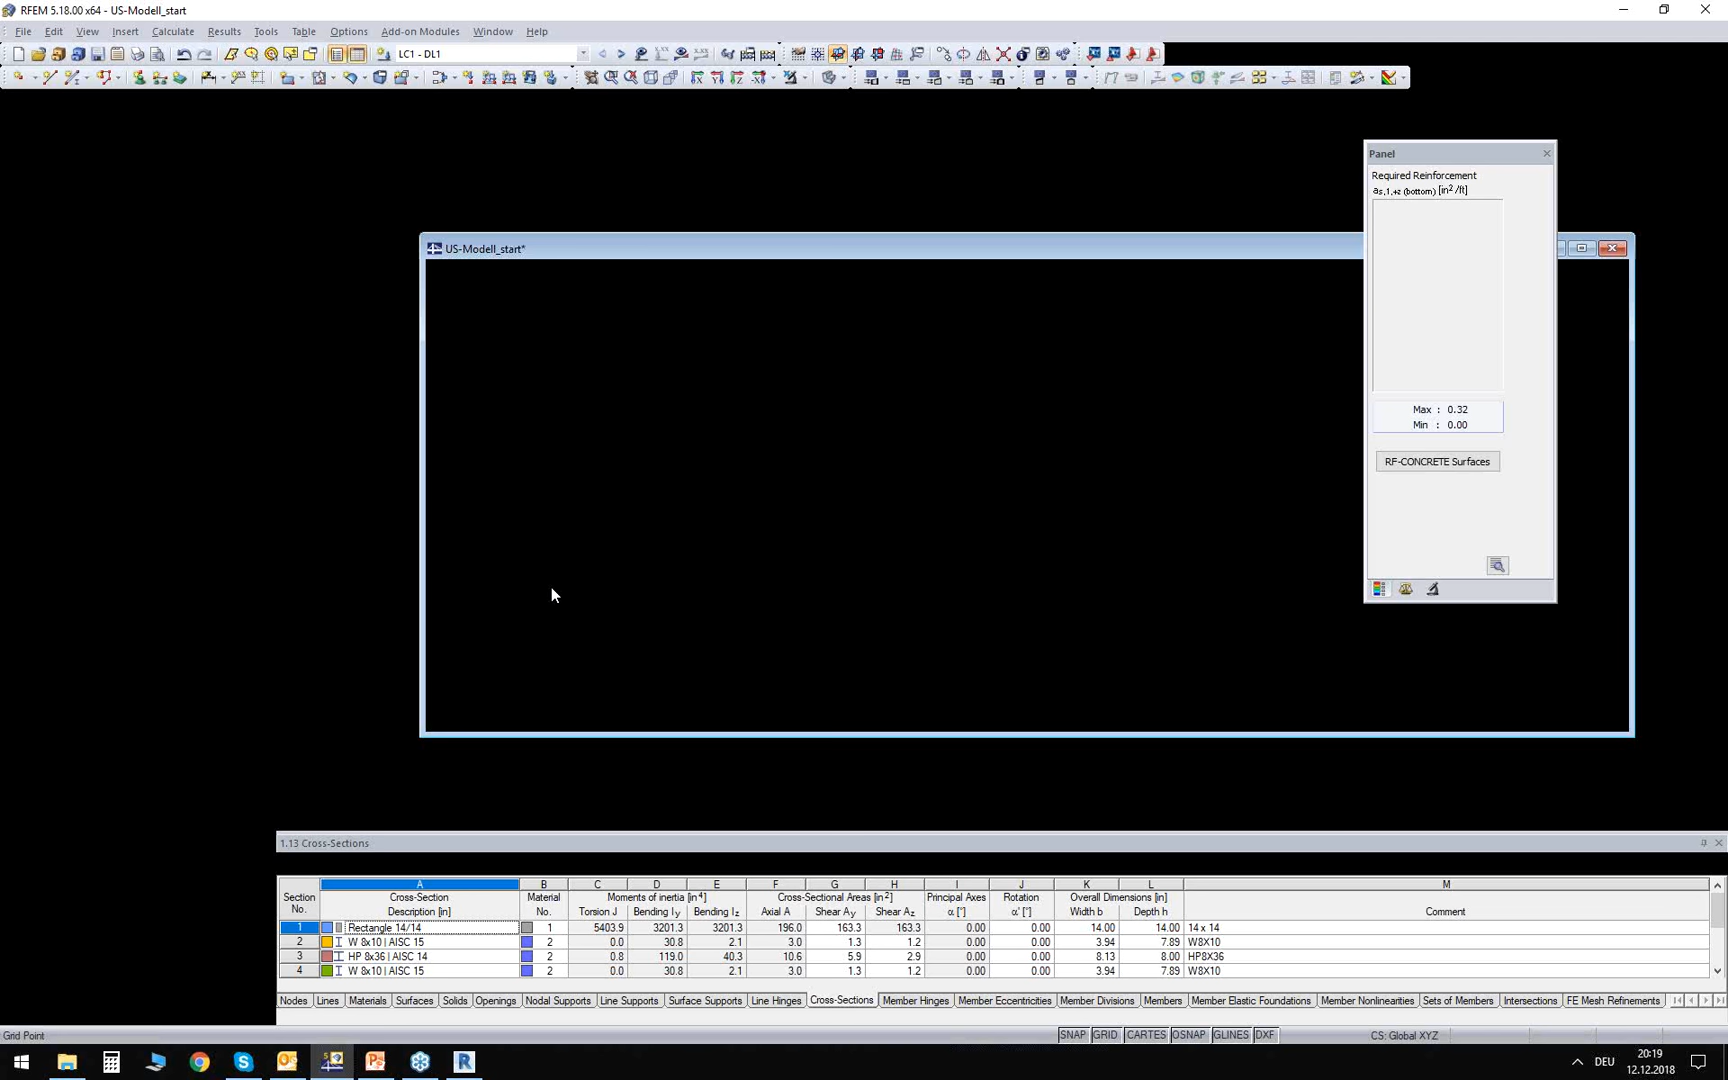 RFEM 5.18.00 x64 - US-Modell_start
File Edit View Insert Calculate Results Tools Table Options Add-on Modules Window Help
LC1 - DL1
Panel
Required Reinforcement
as,1,+z (bottom) [in2/ft]
US-Modell_start*
Max : 0.32
Min : 0.00
RF-CONCRETE Surfaces
1.13 Cross-Sections
A B C D E F G H I J K L M
Section Cross-Section Material Moments of inertia [in4] Cross-Sectional Areas [in2] Principal Axes Rotation Overall Dimensions [in]
No. Description [in] No. Torsion J Bending Iy Bending Iz Axial A Shear Ay Shear Az α [°] α' [°] Width b Depth h Comment
1 Rectangle 14/14 1 5403.9 3201.3 3201.3 196.0 163.3 163.3 0.00 0.00 14.00 14.00 14 x 14
2 W 8x10 | AISC 15 2 0.0 30.8 2.1 3.0 1.3 1.2 0.00 0.00 3.94 7.89 W8X10
3 HP 8x36 | AISC 14 2 0.8 119.0 40.3 10.6 5.9 2.9 0.00 0.00 8.13 8.00 HP8X36
4 W 8x10 | AISC 15 2 0.0 30.8 2.1 3.0 1.3 1.2 0.00 0.00 3.94 7.89 W8X10
Nodes Lines Materials Surfaces Solids Openings Nodal Supports Line Supports Surface Supports Line Hinges Cross-Sections Member Hinges Member Eccentricities Member Divisions Members Member Elastic Foundations Member Nonlinearities Sets of Members Intersections FE Mesh Refinements
Grid Point SNAP GRID CARTES OSNAP GLINES DXF CS: Global XYZ
DEU 20:19
12.12.2018